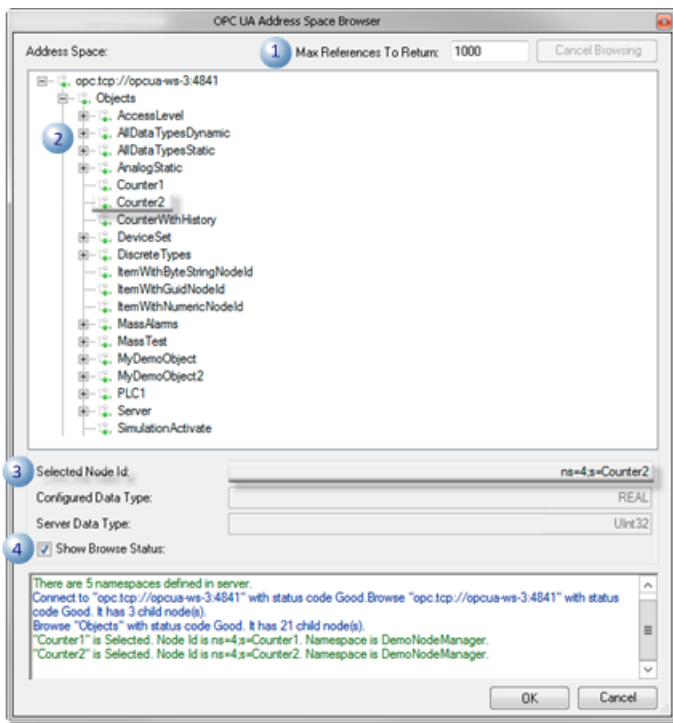 OPC UA Address Space Browser
Address Space:
1
Max References To Return:
1000
Cancel Browsing
opc.tcp://opcua-ws-3:4841
Objects
AccessLevel
2
AllDataTypesDynamic
AllDataTypesStatic
AnalogStatic
Counter1
Counter2
CounterWithHistory
DeviceSet
DiscreteTypes
ItemWithByteStringNodeId
ItemWithGuidNodeId
ItemWithNumericNodeId
MassAlarms
MassTest
MyDemoObject
MyDemoObject2
PLC1
Server
SimulationActivate
3
Selected Node Id:
ns=4;s=Counter2
Configured Data Type:
REAL
Server Data Type:
UInt32
4
Show Browse Status:
There are 5 namespaces defined in server.
Connect to "opc.tcp://opcua-ws-3:4841" with status code Good.Browse "opc.tcp://opcua-ws-3:4841" with status
code Good. It has 3 child node(s).
Browse "Objects" with status code Good. It has 21 child node(s).
"Counter1" is Selected. Node Id is ns=4;s=Counter1. Namespace is DemoNodeManager.
"Counter2" is Selected. Node Id is ns=4;s=Counter2. Namespace is DemoNodeManager.
OK
Cancel